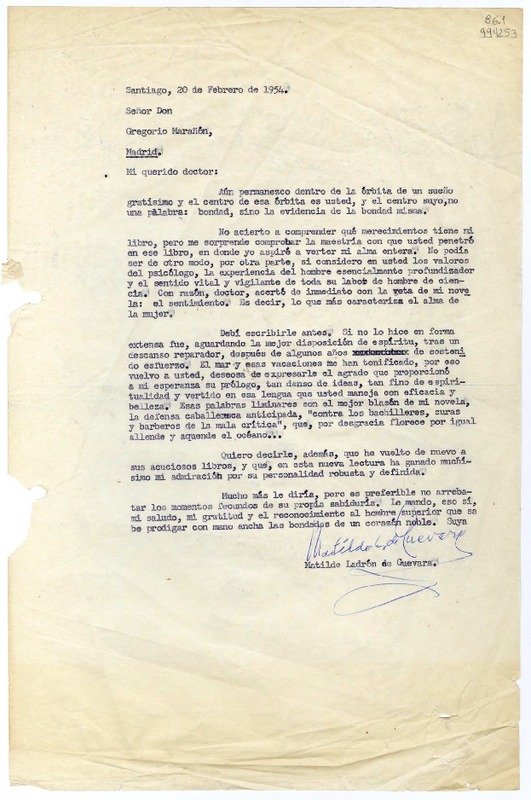 861
994253
Santiago, 20 de Febrero de 1954.
Señor Don
Gregorio Marañón,
Madrid.
Mi querido doctor:
Aún permanezco dentro de la órbita de un sueño
gratísimo y el centro de esa órbita es usted, y el centro suyo,no
una palabra: bondad, sino la evidencia de la bondad misma.
No acierto a comprender qué merecimientos tiene mi
libro, pero me sorprende comprobar la maestría con que usted penetró
en ese libro, en donde yo aspiré a verter mi alma entera. No podía
ser de otro modo, por otra parte, si considero en usted los valores
del psicólogo, la experiencia del hombre esencialmente profundizador
y el sentido vital y vigilante de toda su labor de hombre de cien-
cia. Con razón, doctor, acertó de inmediato con la veta de mi nove
la: el sentimiento. Es decir, lo que más caracteriza el alma de
la mujer.
Debí escribirle antes. Si no lo hice en forma
extensa fue, aguardando la mejor disposición de espíritu, tras un
descanso reparador, después de algunos años de sosteni
do esfuerzo. El mar y esas vacaciones me han tonificado, por eso
vuelvo a usted, deseosa de expresarle el agrado que proporcionó
a mi esperanza su prólogo, tan denso de ideas, tan fino de espiri-
tualidad y vertido en esa lengua que usted maneja con eficacia y
belleza. Esas palabras liminares son el mejor blasón de mi novela,
la defensa caballesca anticipada, "contra los bachilleres, curas
y barberos de la mala crítica", que, por desgracia florece por igual
allende y aquende el océano...
Quiero decirle, además, que he vuelto de nuevo a
sus acuciosos libros, y que, en esta nueva lectura ha ganado muchí-
simo mi admiración por su personalidad robusta y definida.
Mucho más le diría, pero es preferible no arreba-
tar los momentos fecundos de su propia sabiduría. Le mando, eso sí,
mi saludo, mi gratitud y el reconocimiento al hombre superior que sa
be prodigar con mano ancha las bondades de un corazón noble. Suya
Matilde L. de Guevara
Matilde Ladrón de Guevara.